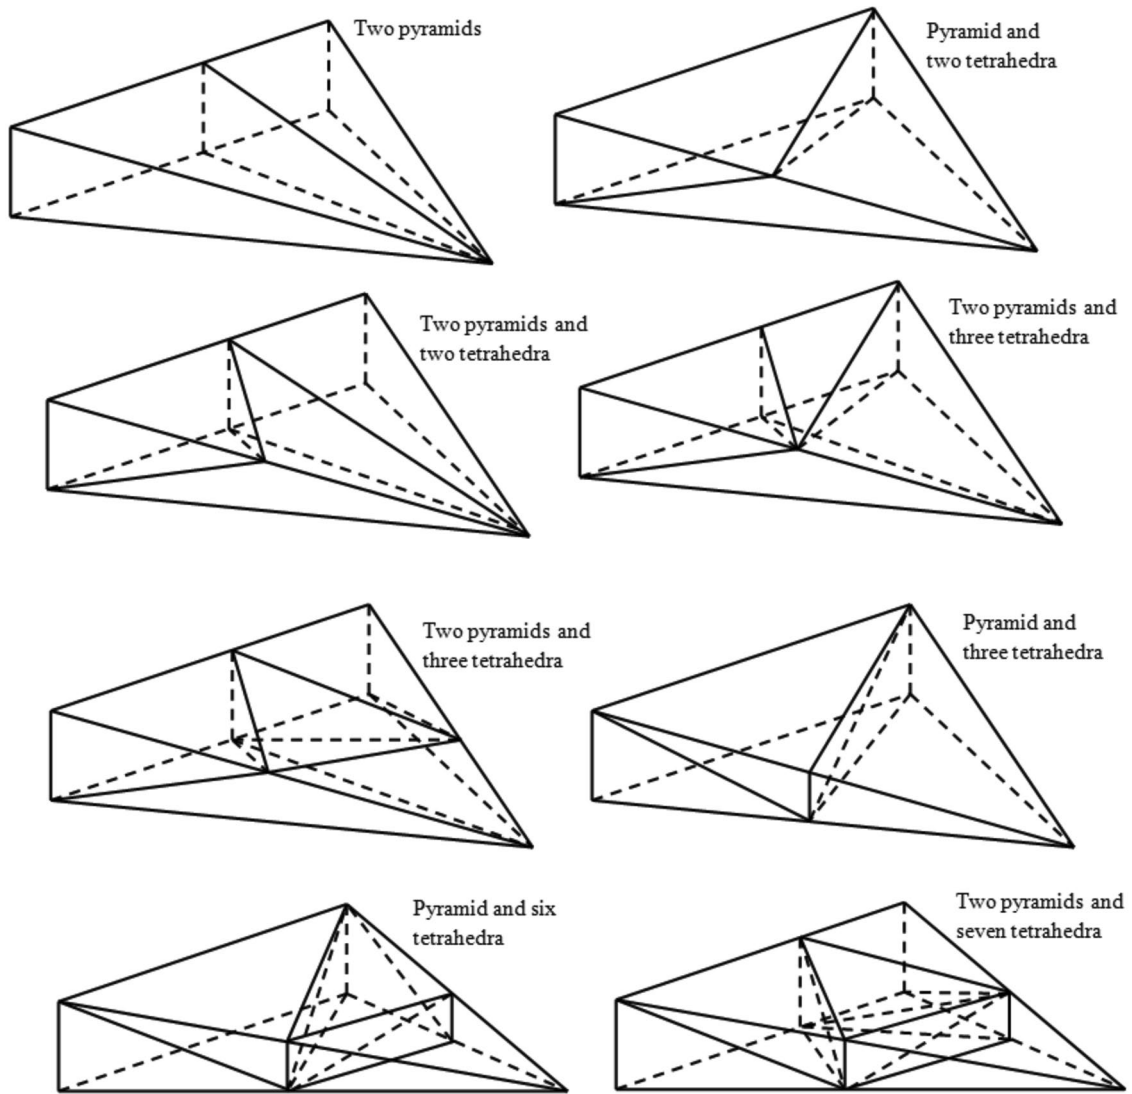 Two pyramids
Pyramid and
two tetrahedra
Two pyramids and
two tetrahedra
Two pyramids and
three tetrahedra
Two pyramids and
three tetrahedra
Pyramid and
three tetrahedra
Pyramid and six
tetrahedra
Two pyramids and
seven tetrahedra